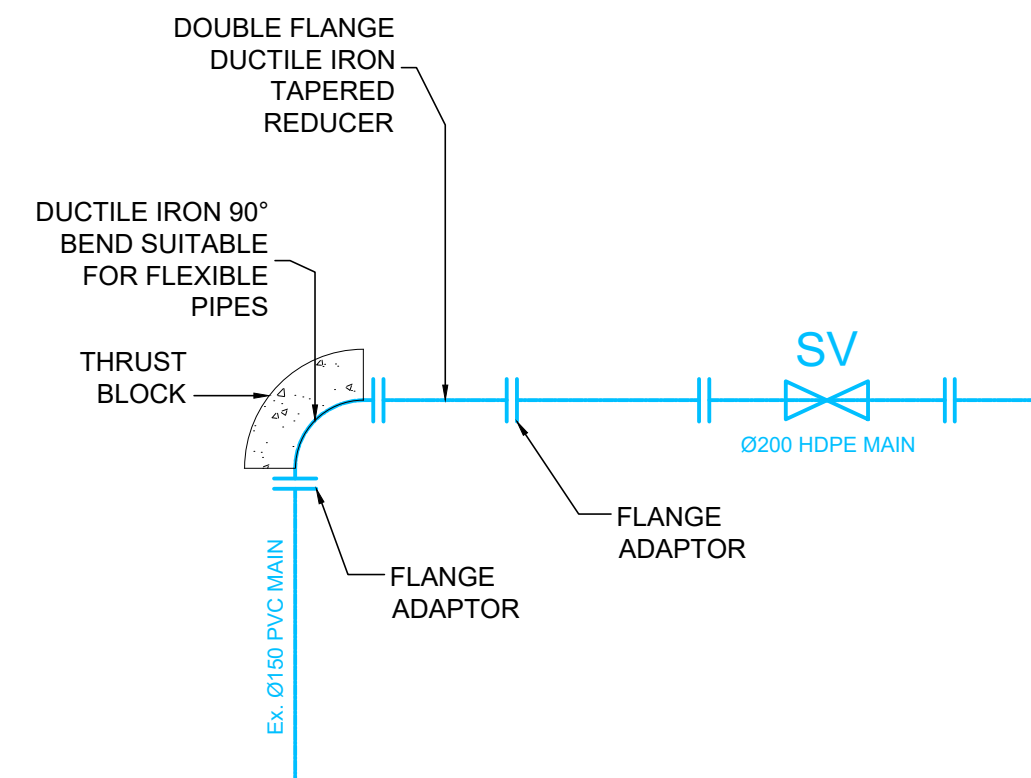 DOUBLE FLANGE
DUCTILE IRON
TAPERED
REDUCER
DUCTILE IRON 90°
BEND SUITABLE
FOR FLEXIBLE
PIPES
THRUST
BLOCK
SV
Ø200 HDPE MAIN
FLANGE
ADAPTOR
FLANGE
ADAPTOR
Ex. Ø150 PVC MAIN